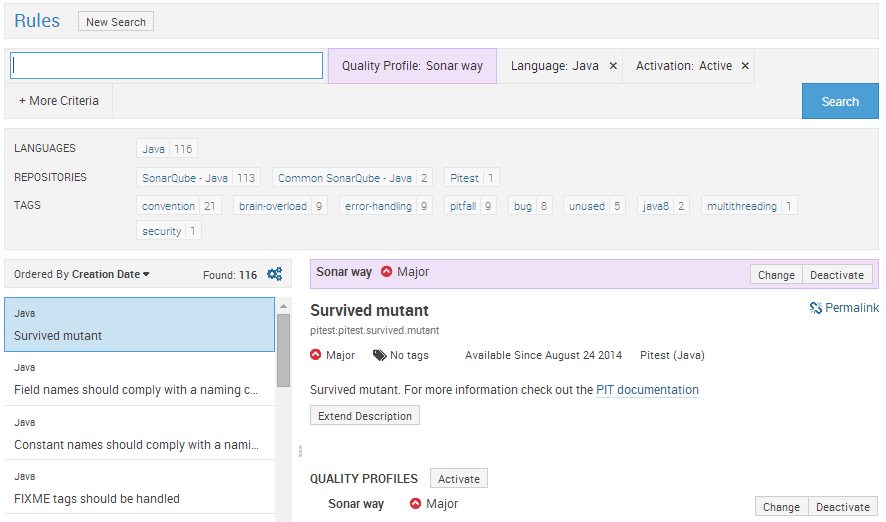 Rules New Search
Quality Profile: Sonar way Language: Java × Activation: Active ×
+ More Criteria Search
LANGUAGES Java 116
REPOSITORIES SonarQube - Java 113 Common SonarQube - Java 2 Pitest 1
TAGS convention 21 brain-overload 9 error-handling 9 pitfall 9 bug 8 unused 5 java8 2 multithreading 1
security 1
Ordered By Creation Date Found: 116
Java
Survived mutant
Java
Field names should comply with a naming c...
Java
Constant names should comply with a nami...
Java
FIXME tags should be handled
Sonar way Major Change Deactivate
Survived mutant Permalink
pitest:pitest.survived.mutant
Major No tags Available Since August 24 2014 Pitest (Java)
Survived mutant. For more information check out the PIT documentation
Extend Description
QUALITY PROFILES Activate
Sonar way Major Change Deactivate